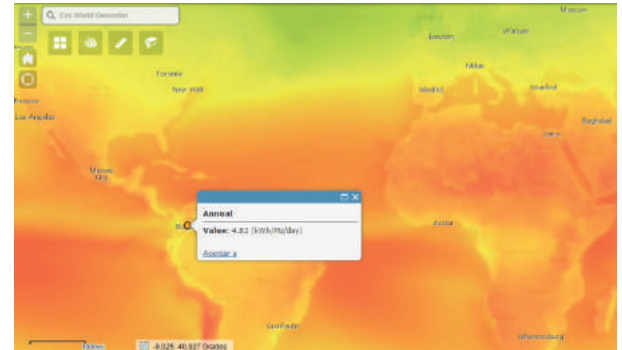 Esri World Geocoder
Moscow
London
Warsaw
Toronto
Milan
New York
Madrid
Istanbul
Los Angeles
Baghdad
Cairo
Mexico
City
Annual
Value: 4.82 (kWh/M2/day)
Acercar a
Accra
Sao Paulo
Johannesburg
-9.025 40.927 Grados